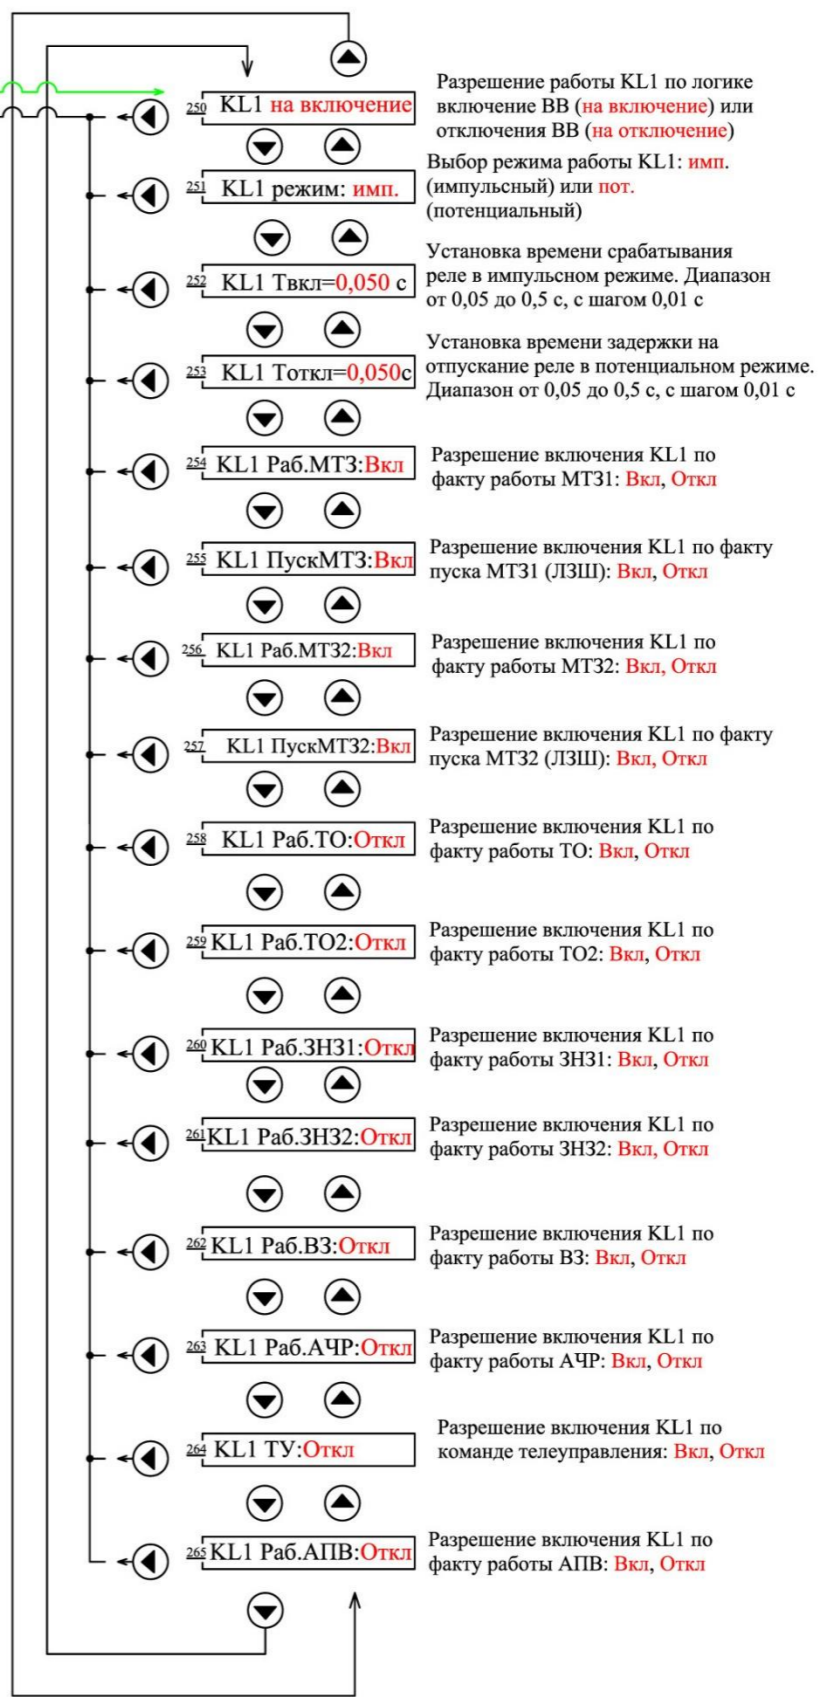 250 KL1 на включение
Разрешение работы KL1 по логике
включение ВВ (на включение) или
отключения ВВ (на отключение)
251 KL1 режим: имп.
Выбор режима работы KL1: имп.
(импульсный) или пот.
(потенциальный)
252 KL1 Твкл=0,050 с
Установка времени срабатывания
реле в импульсном режиме. Диапазон
от 0,05 до 0,5 с, с шагом 0,01 с
253 KL1 Тоткл=0,050с
Установка времени задержки на
отпускание реле в потенциальном режиме.
Диапазон от 0,05 до 0,5 с, с шагом 0,01 с
254 KL1 Раб.МТЗ:Вкл
Разрешение включения KL1 по
факту работы МТЗ1: Вкл, Откл
255 KL1 ПускМТЗ:Вкл
Разрешение включения KL1 по факту
пуска МТЗ1 (ЛЗШ): Вкл, Откл
256 KL1 Раб.МТЗ2:Вкл
Разрешение включения KL1 по
факту работы МТЗ2: Вкл, Откл
257 KL1 ПускМТЗ2:Вкл
Разрешение включения KL1 по факту
пуска МТЗ2 (ЛЗШ): Вкл, Откл
258 KL1 Раб.ТО:Откл
Разрешение включения KL1 по
факту работы ТО: Вкл, Откл
259 KL1 Раб.ТО2:Откл
Разрешение включения KL1 по
факту работы ТО2: Вкл, Откл
260 KL1 Раб.ЗНЗ1:Откл
Разрешение включения KL1 по
факту работы ЗНЗ1: Вкл, Откл
261 KL1 Раб.ЗНЗ2:Откл
Разрешение включения KL1 по
факту работы ЗНЗ2: Вкл, Откл
262 KL1 Раб.ВЗ:Откл
Разрешение включения KL1 по
факту работы ВЗ: Вкл, Откл
263 KL1 Раб.АЧР:Откл
Разрешение включения KL1 по
факту работы АЧР: Вкл, Откл
264 KL1 ТУ:Откл
Разрешение включения KL1 по
команде телеуправления: Вкл, Откл
265 KL1 Раб.АПВ:Откл
Разрешение включения KL1 по
факту работы АПВ: Вкл, Откл